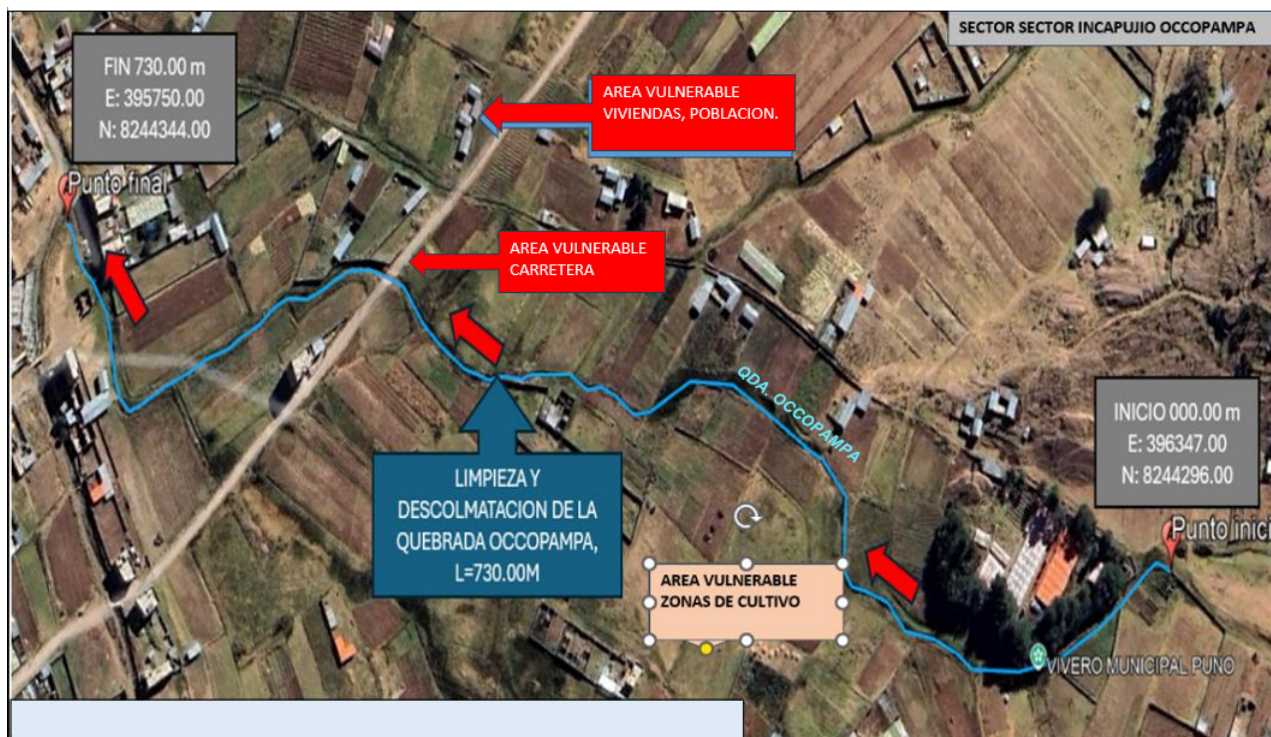 SECTOR SECTOR INCAPUJIO OCCOPAMPA
FIN 730.00 m
E: 395750.00
N: 8244344.00
Punto final
AREA VULNERABLE
VIVIENDAS, POBLACION.
AREA VULNERABLE
CARRETERA
QDA. OCCOPAMPA
INICIO 000.00 m
E: 396347.00
N: 8244296.00
Punto inici
LIMPIEZA Y
DESCOLMATACION DE LA
QUEBRADA OCCOPAMPA,
L=730.00M
AREA VULNERABLE
ZONAS DE CULTIVO
VIVERO MUNICIPAL PUNO